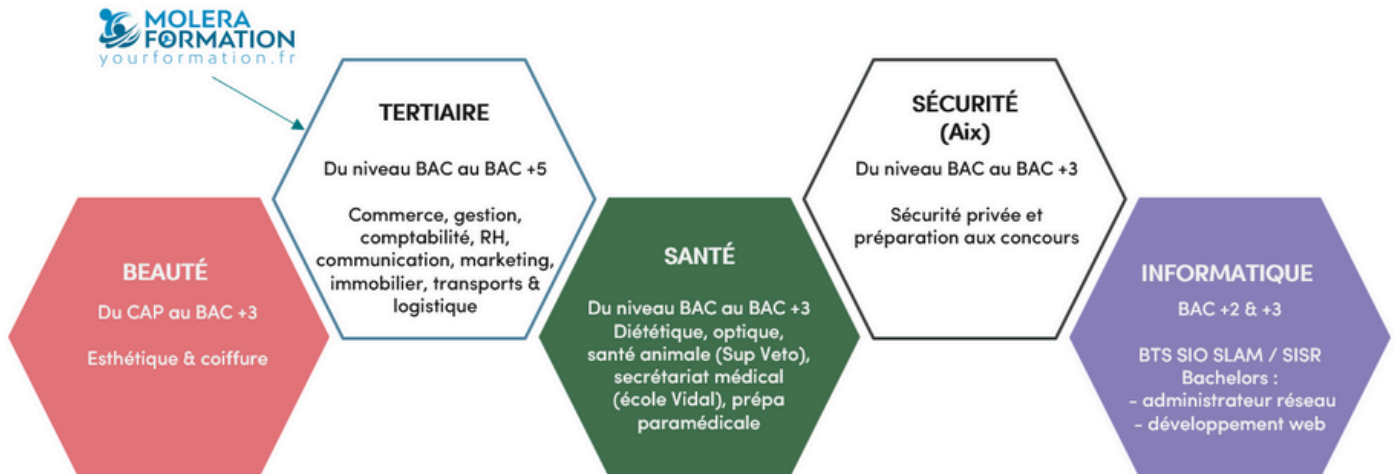 MOLERA
FORMATION
yourformation.fr
TERTIAIRE
Du niveau BAC au BAC +5
Commerce, gestion,
comptabilité, RH,
communication, marketing,
immobilier, transports &
logistique
SÉCURITÉ
(Aix)
Du niveau BAC au BAC +3
Sécurité privée et
préparation aux concours
BEAUTÉ
Du CAP au BAC +3
Esthétique & coiffure
SANTÉ
Du niveau BAC au BAC +3
Diététique, optique,
santé animale (Sup Veto),
secrétariat médical
(école Vidal), prépa
paramédicale
INFORMATIQUE
BAC +2 & +3
BTS SIO SLAM / SISR
Bachelors :
- administrateur réseau
- développement web